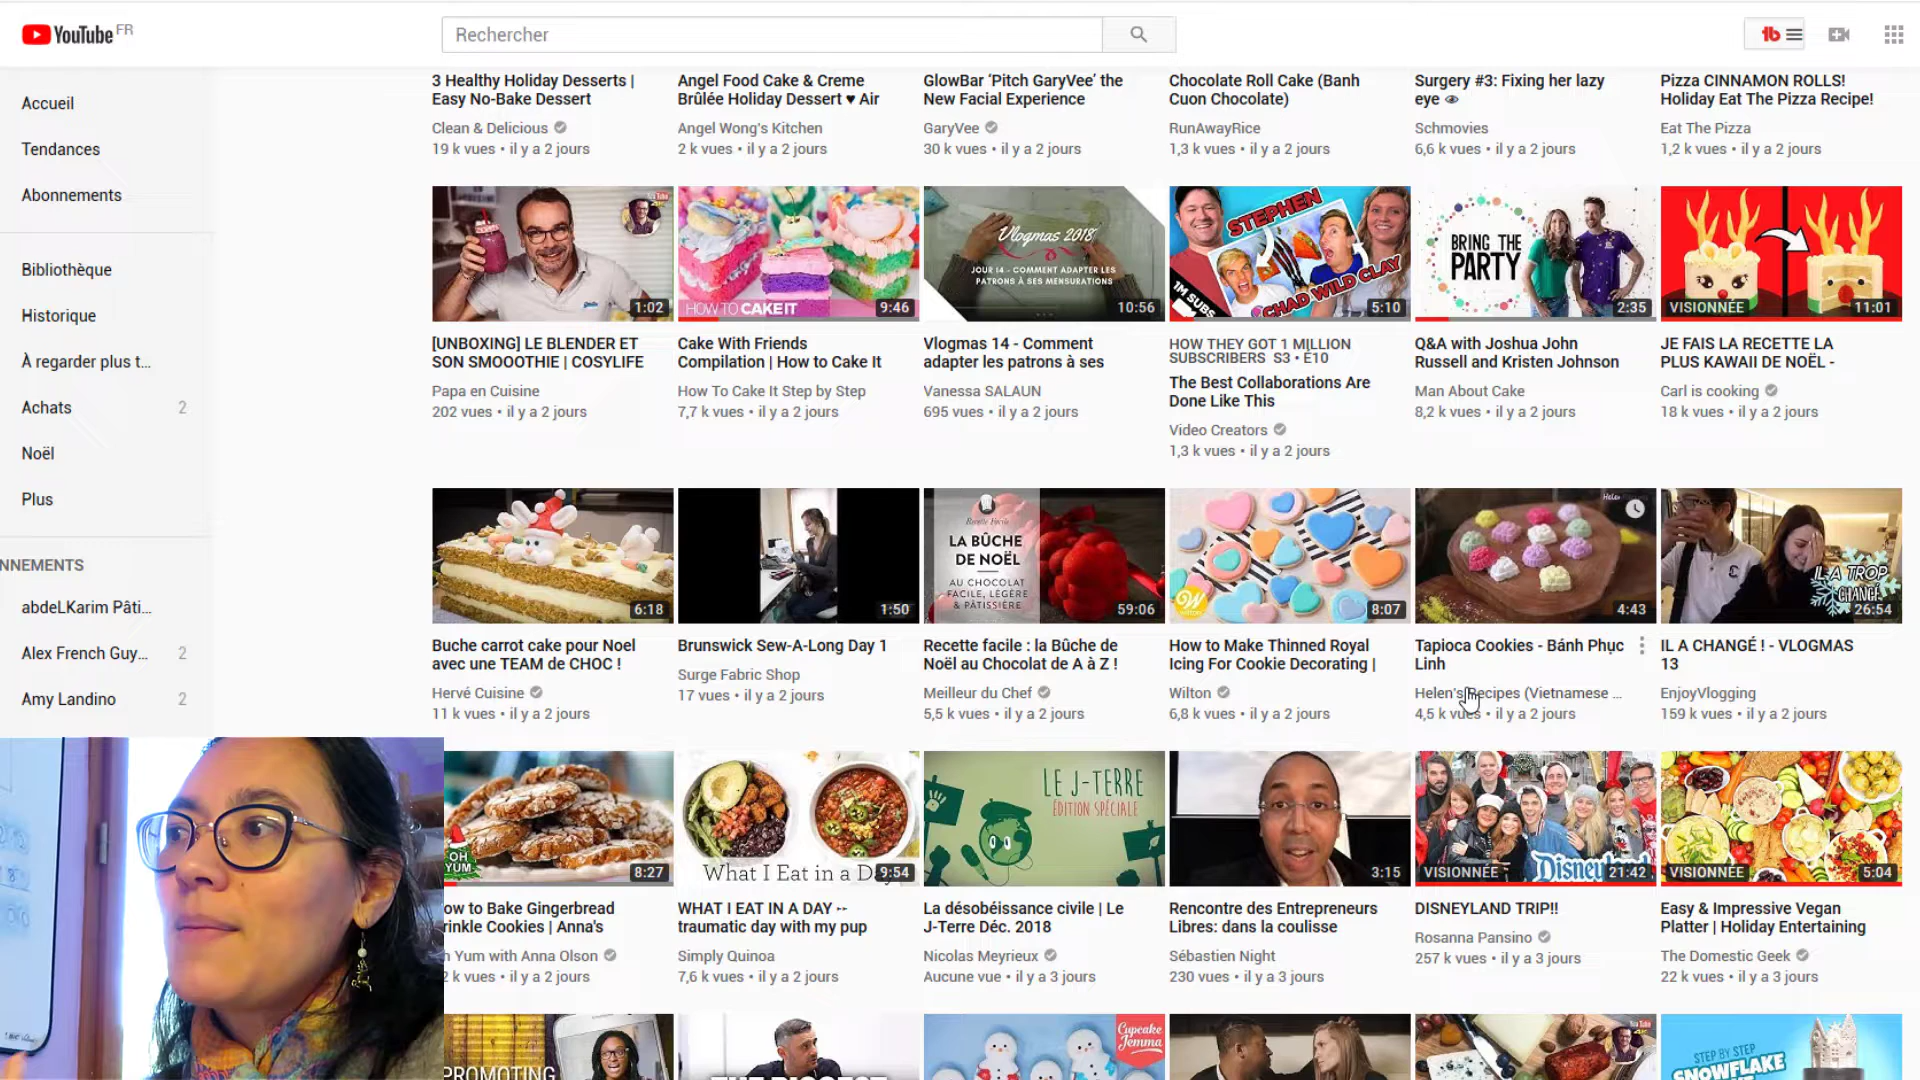 YouTube FR
Rechercher
Accueil
Tendances
Abonnements
Bibliothèque
Historique
À regarder plus t...
Achats 2
Noël
Plus
NNEMENTS
abdeLKarim Pâti...
Alex French Guy... 2
Amy Landino 2
3 Healthy Holiday Desserts |
Easy No-Bake Dessert
Clean & Delicious
19 k vues • il y a 2 jours
Angel Food Cake & Creme
Brûlée Holiday Dessert ♥ Air
Angel Wong's Kitchen
2 k vues • il y a 2 jours
GlowBar ‘Pitch GaryVee’ the
New Facial Experience
GaryVee
30 k vues • il y a 2 jours
Chocolate Roll Cake (Banh
Cuon Chocolate)
RunAwayRice
1,3 k vues • il y a 2 jours
Surgery #3: Fixing her lazy
eye 👁
Schmovies
6,6 k vues • il y a 2 jours
Pizza CINNAMON ROLLS!
Holiday Eat The Pizza Recipe!
Eat The Pizza
1,2 k vues • il y a 2 jours
1:02
[UNBOXING] LE BLENDER ET
SON SMOOOTHIE | COSYLIFE
Papa en Cuisine
202 vues • il y a 2 jours
HOW TO CAKE IT
9:46
Cake With Friends
Compilation | How to Cake It
How To Cake It Step by Step
7,7 k vues • il y a 2 jours
Vlogmas 2018
JOUR 14 - COMMENT ADAPTER LES
PATRONS À SES MENSURATIONS
10:56
Vlogmas 14 - Comment
adapter les patrons à ses
Vanessa SALAUN
695 vues • il y a 2 jours
STEPHEN
1M SUBS
CHAD WILD CLAY
5:10
HOW THEY GOT 1 MILLION
SUBSCRIBERS S3 • E10
The Best Collaborations Are
Done Like This
Video Creators
1,3 k vues • il y a 2 jours
BRING THE
PARTY
2:35
Q&A with Joshua John
Russell and Kristen Johnson
Man About Cake
8,2 k vues • il y a 2 jours
VISIONNÉE
11:01
JE FAIS LA RECETTE LA
PLUS KAWAII DE NOËL -
Carl is cooking
18 k vues • il y a 2 jours
6:18
Buche carrot cake pour Noel
avec une TEAM de CHOC !
Hervé Cuisine
11 k vues • il y a 2 jours
1:50
Brunswick Sew-A-Long Day 1
Surge Fabric Shop
17 vues • il y a 2 jours
Recette Facile
LA BÛCHE
DE NOËL
AU CHOCOLAT
FACILE, LÉGÈRE
& PÂTISSIÈRE
59:06
Recette facile : la Bûche de
Noël au Chocolat de A à Z !
Meilleur du Chef
5,5 k vues • il y a 2 jours
W
WILTON
8:07
How to Make Thinned Royal
Icing For Cookie Decorating |
Wilton
6,8 k vues • il y a 2 jours
4:43
Tapioca Cookies - Bánh Phục
Linh
Helen's Recipes (Vietnamese ...
4,5 k vues • il y a 2 jours
IL A TROP
CHANGÉ
26:54
IL A CHANGÉ ! - VLOGMAS
13
EnjoyVlogging
159 k vues • il y a 2 jours
OH
YUM
8:27
ow to Bake Gingerbread
rinkle Cookies | Anna's
h Yum with Anna Olson
2 k vues • il y a 2 jours
What I Eat in a D
9:54
WHAT I EAT IN A DAY --
traumatic day with my pup
Simply Quinoa
7,6 k vues • il y a 2 jours
LE J-TERRE
ÉDITION SPÉCIALE
La désobéissance civile | Le
J-Terre Déc. 2018
Nicolas Meyrieux
Aucune vue • il y a 3 jours
3:15
Rencontre des Entrepreneurs
Libres: dans la coulisse
Sébastien Night
230 vues • il y a 3 jours
VISIONNÉE
Disneyland
21:42
DISNEYLAND TRIP!!
Rosanna Pansino
257 k vues • il y a 3 jours
VISIONNÉE
5:04
Easy & Impressive Vegan
Platter | Holiday Entertaining
The Domestic Geek
22 k vues • il y a 3 jours
PROMOTING
THE BIGGEST
Cupcake
Jemma
STEP BY STEP
SNOWFLAKE